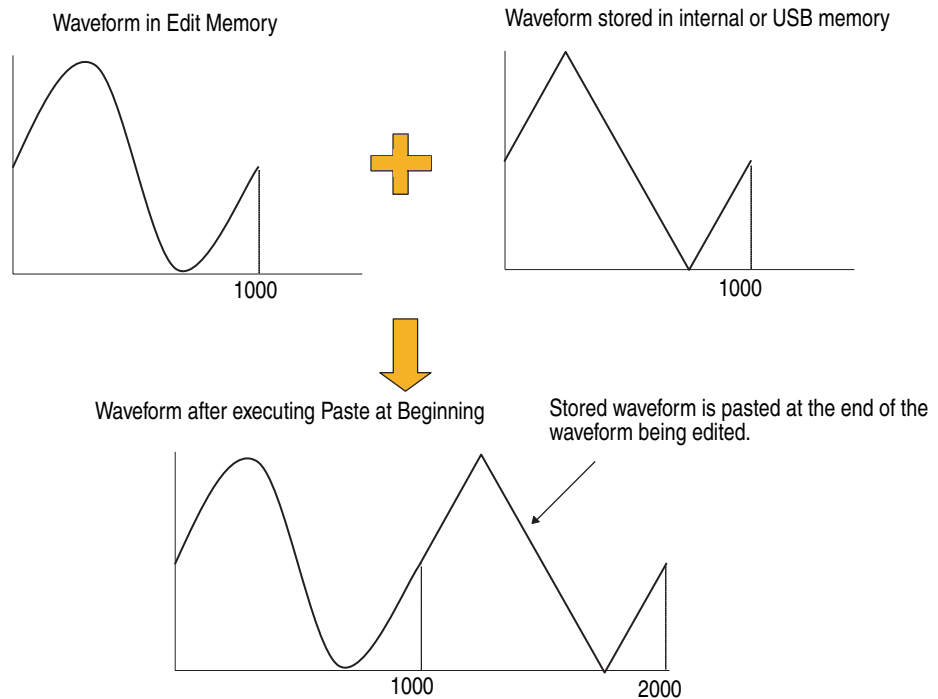 Waveform in Edit Memory
Waveform stored in internal or USB memory
1000
1000
Waveform after executing Paste at Beginning
Stored waveform is pasted at the end of the
waveform being edited.
1000
2000